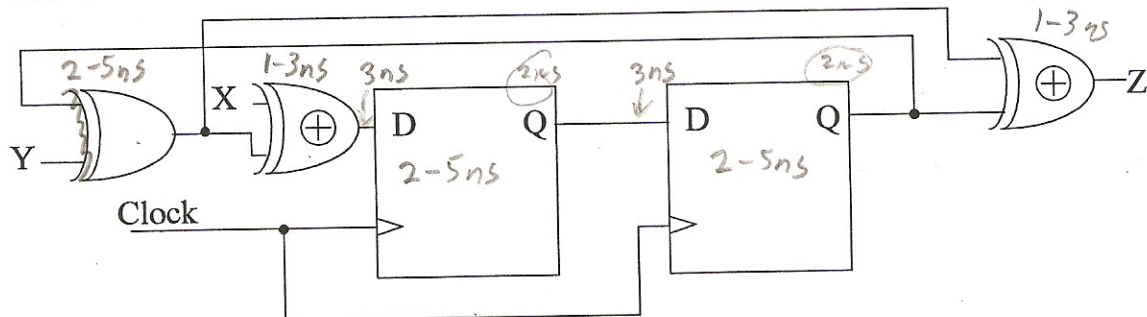 1-3ns
2-5ns
1-3ns
3ns
2ns
3ns
2ns
X
⊕
⊕
Z
D
Q
D
Q
Y
2-5ns
2-5ns
Clock